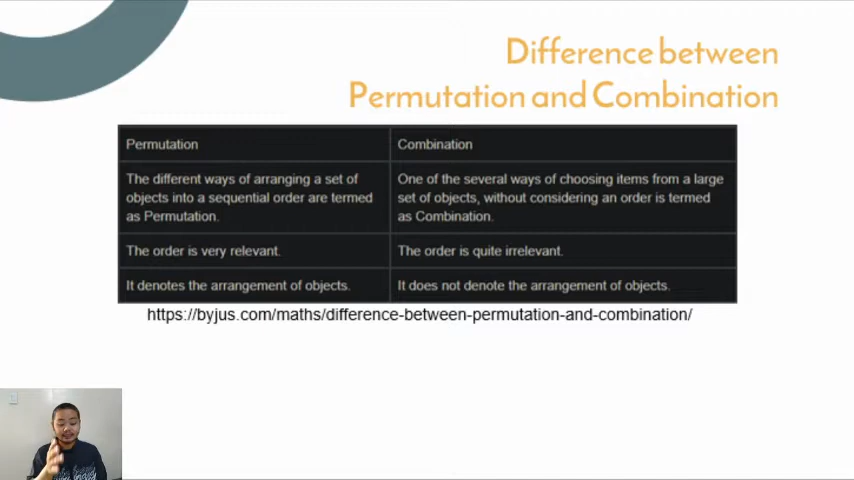 Difference between
Permutation and Combination
Permutation
Combination
The different ways of arranging a set of
objects into a sequential order are termed
as Permutation.
One of the several ways of choosing items from a large
set of objects, without considering an order is termed
as Combination.
The order is very relevant.
The order is quite irrelevant.
It denotes the arrangement of objects.
It does not denote the arrangement of objects.
https://byjus.com/maths/difference-between-permutation-and-combination/